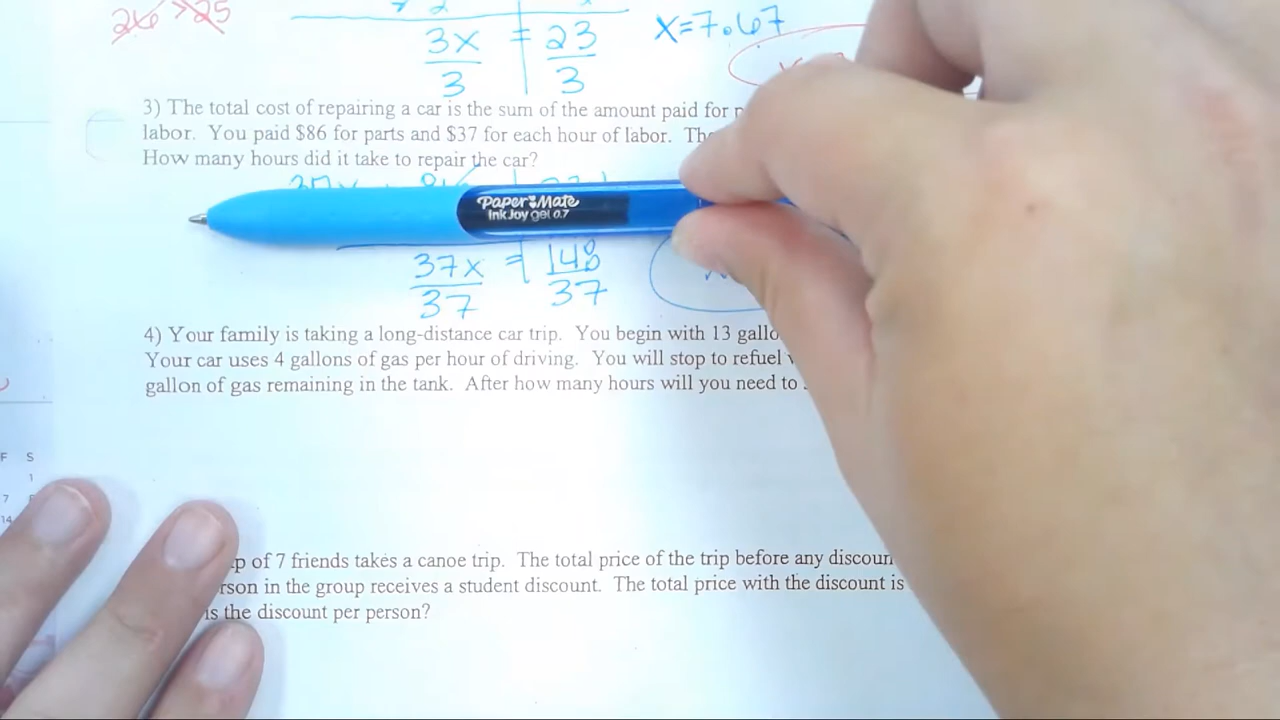 26 > 25
3x = 23
3 3
x=7.67
3) The total cost of repairing a car is the sum of the amount paid for
labor. You paid $86 for parts and $37 for each hour of labor.
How many hours did it take to repair the car?
Paper Mate
InkJoy gel 0.7
37x = 148
37 37
4) Your family is taking a long-distance car trip. You begin with 13
Your car uses 4 gallons of gas per hour of driving. You will stop to refuel
gallon of gas remaining in the tank. After how many hours will you need to
F S
1
7
14
of 7 friends takes a canoe trip. The total price of the trip before any
in the group receives a student discount. The total price with the discount is
is the discount per person?